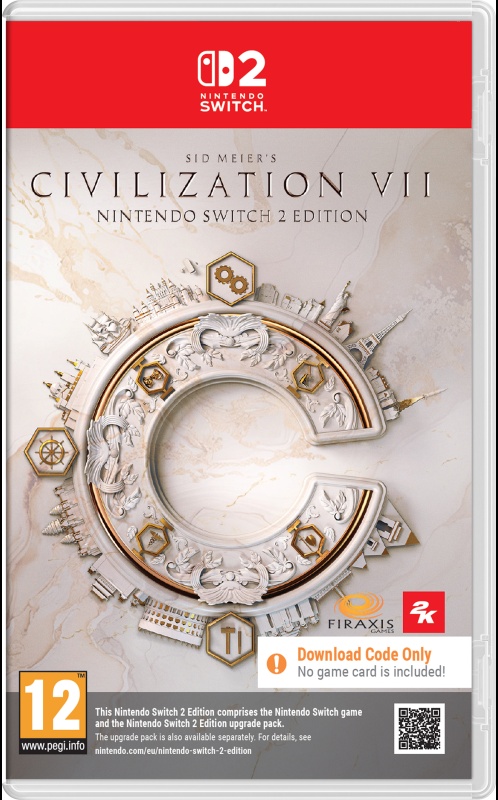 2
NINTENDO
SWITCH™
SID MEIER'S
CIVILIZATION VII
NINTENDO SWITCH 2 EDITION
FIRAXIS
GAMES
2K
! Download Code Only
No game card is included!
12™
www.pegi.info
This Nintendo Switch 2 Edition comprises the Nintendo Switch game
and the Nintendo Switch 2 Edition upgrade pack.
The upgrade pack is also available separately. For details, see
nintendo.com/eu/nintendo-switch-2-edition